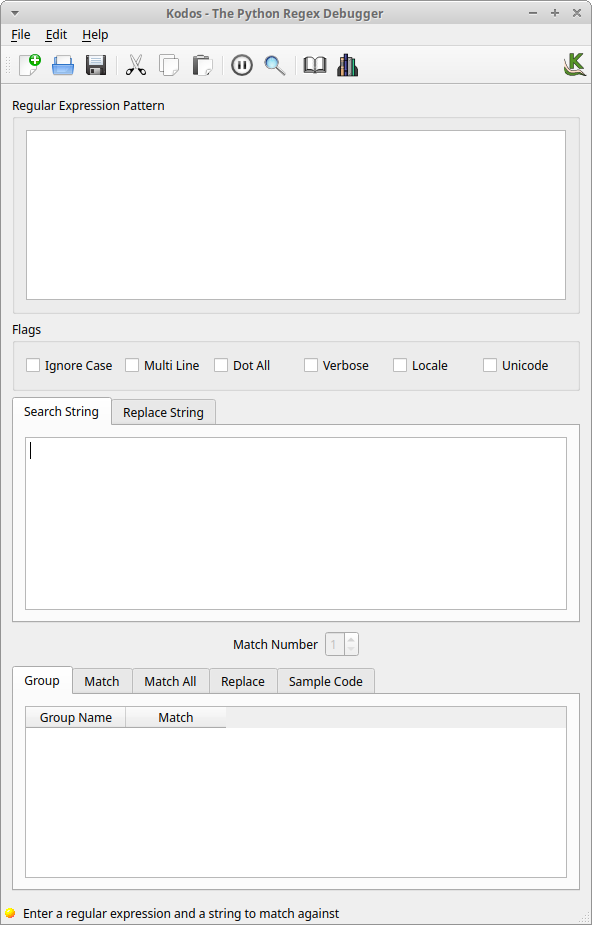 Kodos - The Python Regex Debugger
File Edit Help
K
Regular Expression Pattern
Flags
Ignore Case Multi Line Dot All Verbose Locale Unicode
Search String Replace String
Match Number 1
Group Match Match All Replace Sample Code
Group Name Match
Enter a regular expression and a string to match against